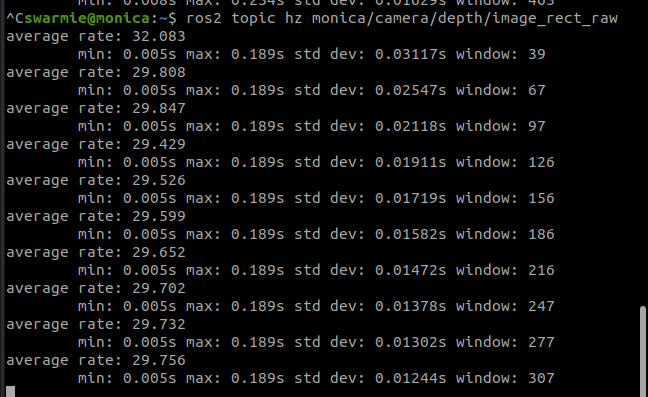 min: 0.008s max: 0.234s std dev: 0.01629s window: 463
^Cswarmie@monica:~$ ros2 topic hz monica/camera/depth/image_rect_raw
average rate: 32.083
min: 0.005s max: 0.189s std dev: 0.03117s window: 39
average rate: 29.808
min: 0.005s max: 0.189s std dev: 0.02547s window: 67
average rate: 29.847
min: 0.005s max: 0.189s std dev: 0.02118s window: 97
average rate: 29.429
min: 0.005s max: 0.189s std dev: 0.01911s window: 126
average rate: 29.526
min: 0.005s max: 0.189s std dev: 0.01719s window: 156
average rate: 29.599
min: 0.005s max: 0.189s std dev: 0.01582s window: 186
average rate: 29.652
min: 0.005s max: 0.189s std dev: 0.01472s window: 216
average rate: 29.702
min: 0.005s max: 0.189s std dev: 0.01378s window: 247
average rate: 29.732
min: 0.005s max: 0.189s std dev: 0.01302s window: 277
average rate: 29.756
min: 0.005s max: 0.189s std dev: 0.01244s window: 307